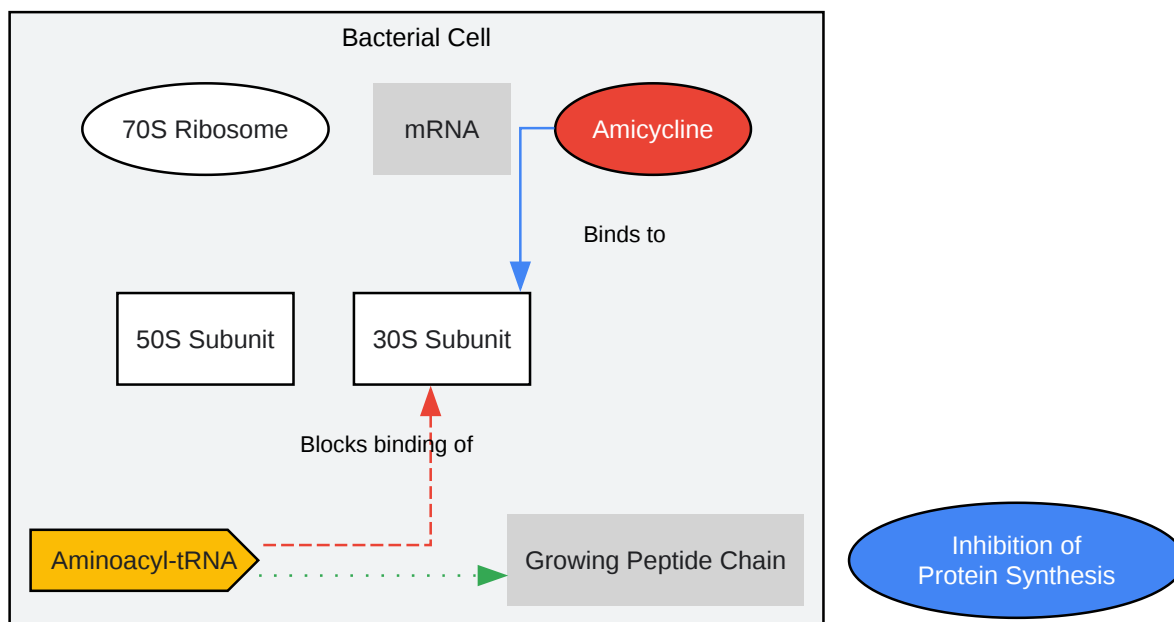 Bacterial Cell
70S Ribosome
mRNA
Amicycline
Binds to
50S Subunit
30S Subunit
Blocks binding of
Aminoacyl-tRNA
Growing Peptide Chain
Inhibition of
Protein Synthesis